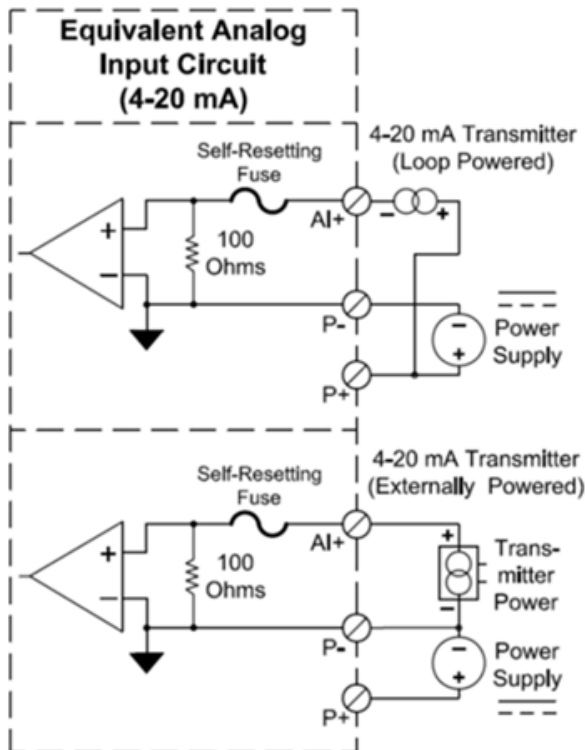 Equivalent Analog
Input Circuit
(4-20 mA)
4-20 mA Transmitter
(Loop Powered)
Self-Resetting
Fuse
AI+
- +
+
-
100
Ohms
P-
-
+
Power
Supply
P+
4-20 mA Transmitter
(Externally Powered)
Self-Resetting
Fuse
AI+
+
-
100
Ohms
+
-
Trans-
mitter
Power
P-
-
+
Power
Supply
P+